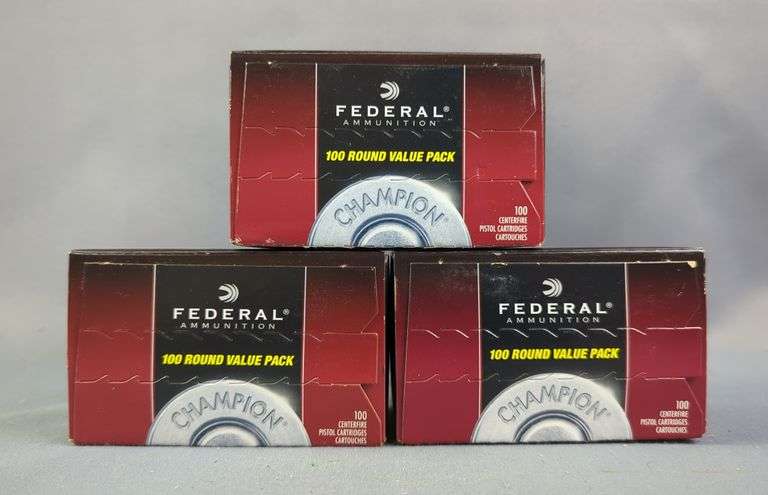 FEDERAL®
AMMUNITION
100 ROUND VALUE PACK
CHAMPION
100
CENTERFIRE
PISTOL CARTRIDGES
CARTOUCHES
FEDERAL®
AMMUNITION
100 ROUND VALUE PACK
CHAMPION
100
CENTERFIRE
PISTOL CARTRIDGES
CARTOUCHES
FEDERAL®
AMMUNITION
100 ROUND VALUE PACK
CHAMPION
100
CENTERFIRE
PISTOL CARTRIDGES
CARTOUCHES